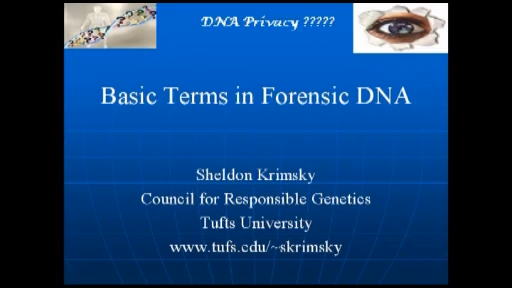 DNA Privacy ?????
Basic Terms in Forensic DNA
Sheldon Krimsky
Council for Responsible Genetics
Tufts University
www.tufs.edu/~skrimsky